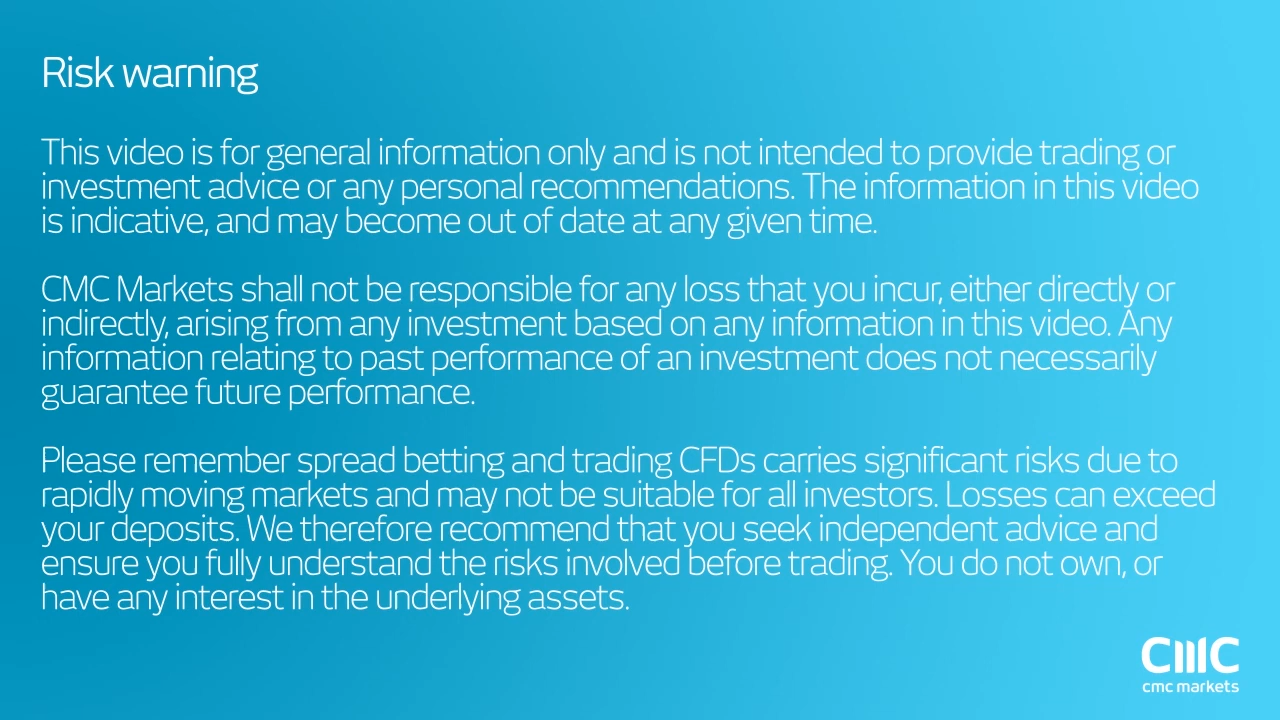 Risk warning
This video is for general information only and is not intended to provide trading or
investment advice or any personal recommendations. The information in this video
is indicative, and may become out of date at any given time.
CMC Markets shall not be responsible for any loss that you incur, either directly or
indirectly, arising from any investment based on any information in this video. Any
information relating to past performance of an investment does not necessarily
guarantee future performance.
Please remember spread betting and trading CFDs carries significant risks due to
rapidly moving markets and may not be suitable for all investors. Losses can exceed
your deposits. We therefore recommend that you seek independent advice and
ensure you fully understand the risks involved before trading. You do not own, or
have any interest in the underlying assets.
CMC
cmc markets